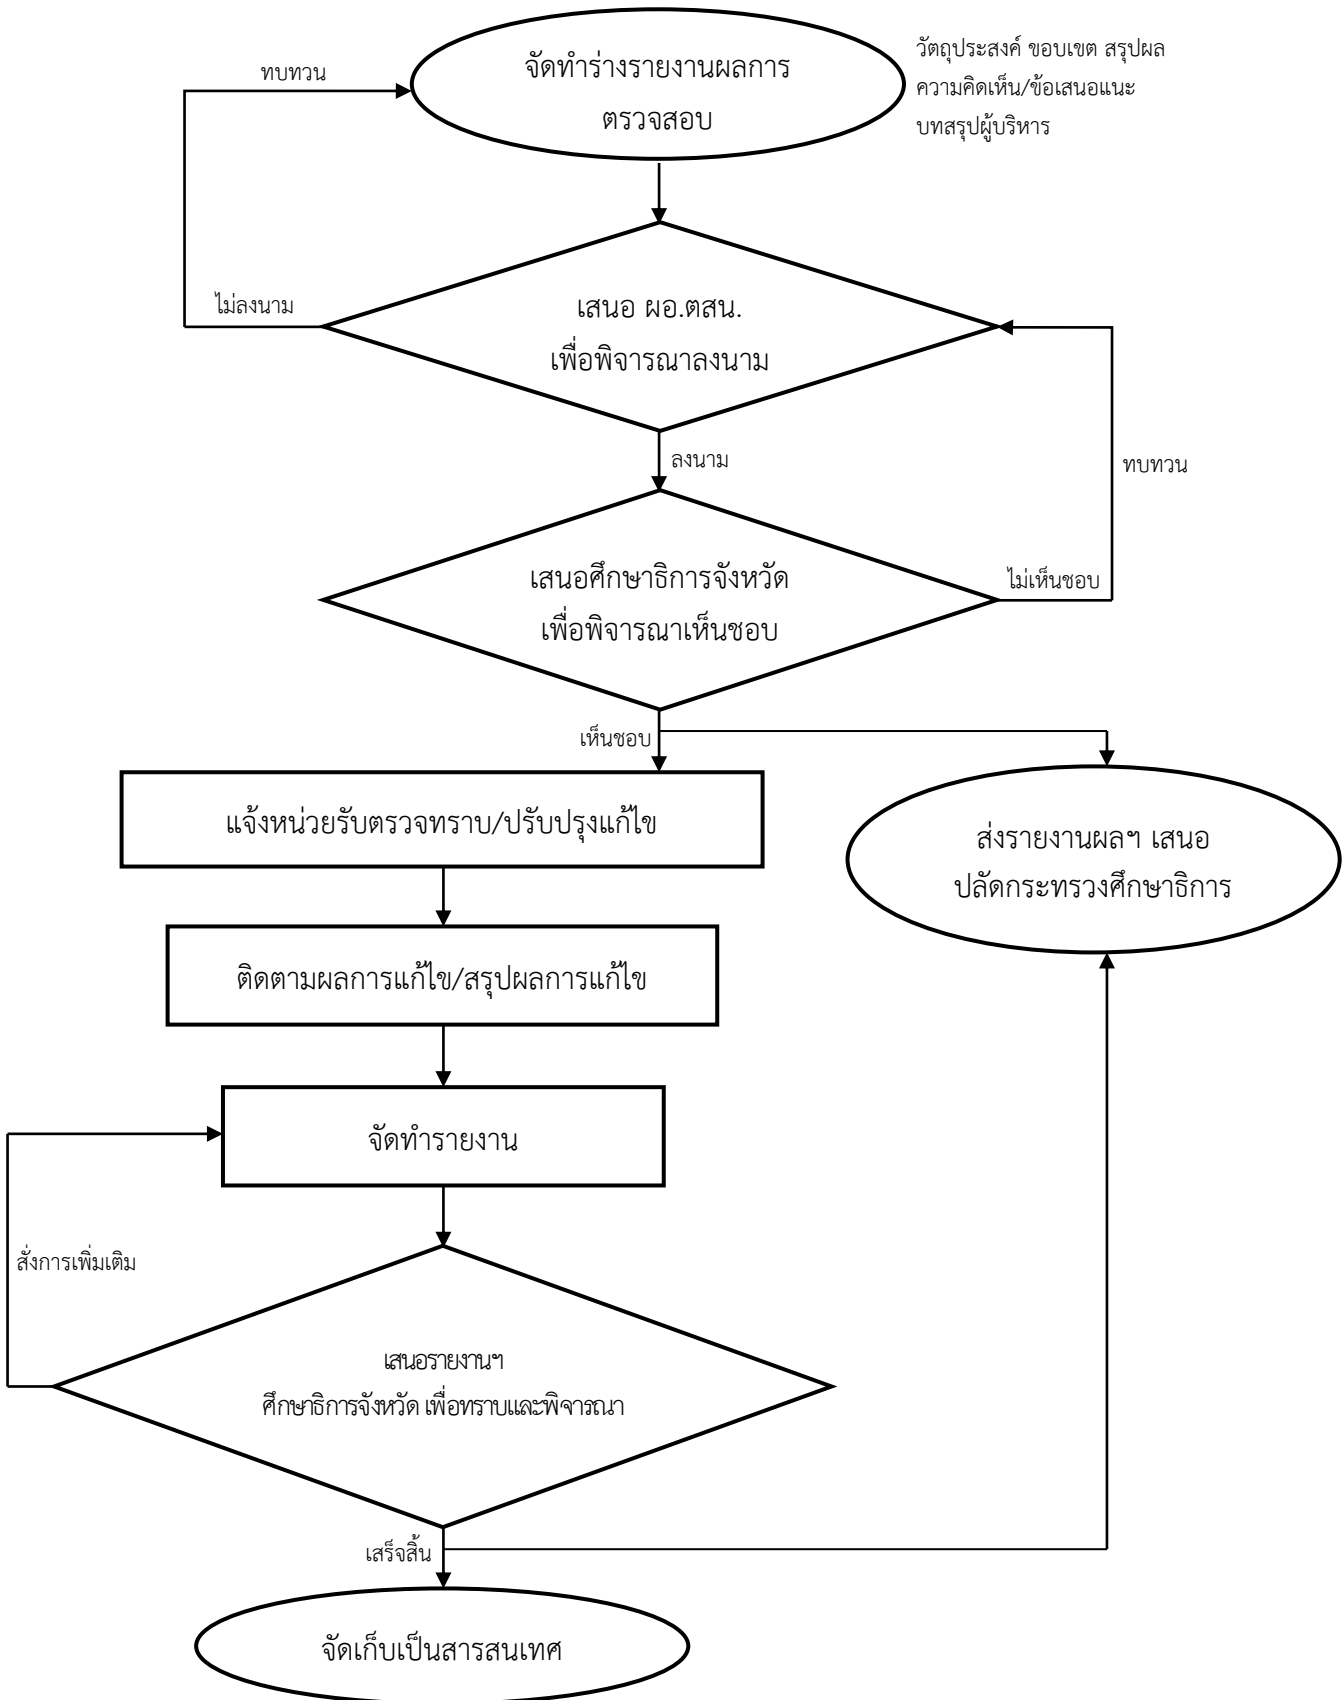 จัดทำร่างรายงานผลการ
ตรวจสอบ
วัตถุประสงค์ ขอบเขต สรุปผล
ความคิดเห็น/ข้อเสนอแนะ
บทสรุปผู้บริหาร
ทบทวน
ไม่ลงนาม
เสนอ ผอ.ตสน.
เพื่อพิจารณาลงนาม
ลงนาม
ทบทวน
เสนอศึกษาธิการจังหวัด
เพื่อพิจารณาเห็นชอบ
ไม่เห็นชอบ
เห็นชอบ
แจ้งหน่วยรับตรวจทราบ/ปรับปรุงแก้ไข
ส่งรายงานผลฯ เสนอ
ปลัดกระทรวงศึกษาธิการ
ติดตามผลการแก้ไข/สรุปผลการแก้ไข
จัดทำรายงาน
สั่งการเพิ่มเติม
เสนอรายงานฯ
ศึกษาธิการจังหวัด เพื่อทราบและพิจารณา
เสร็จสิ้น
จัดเก็บเป็นสารสนเทศ